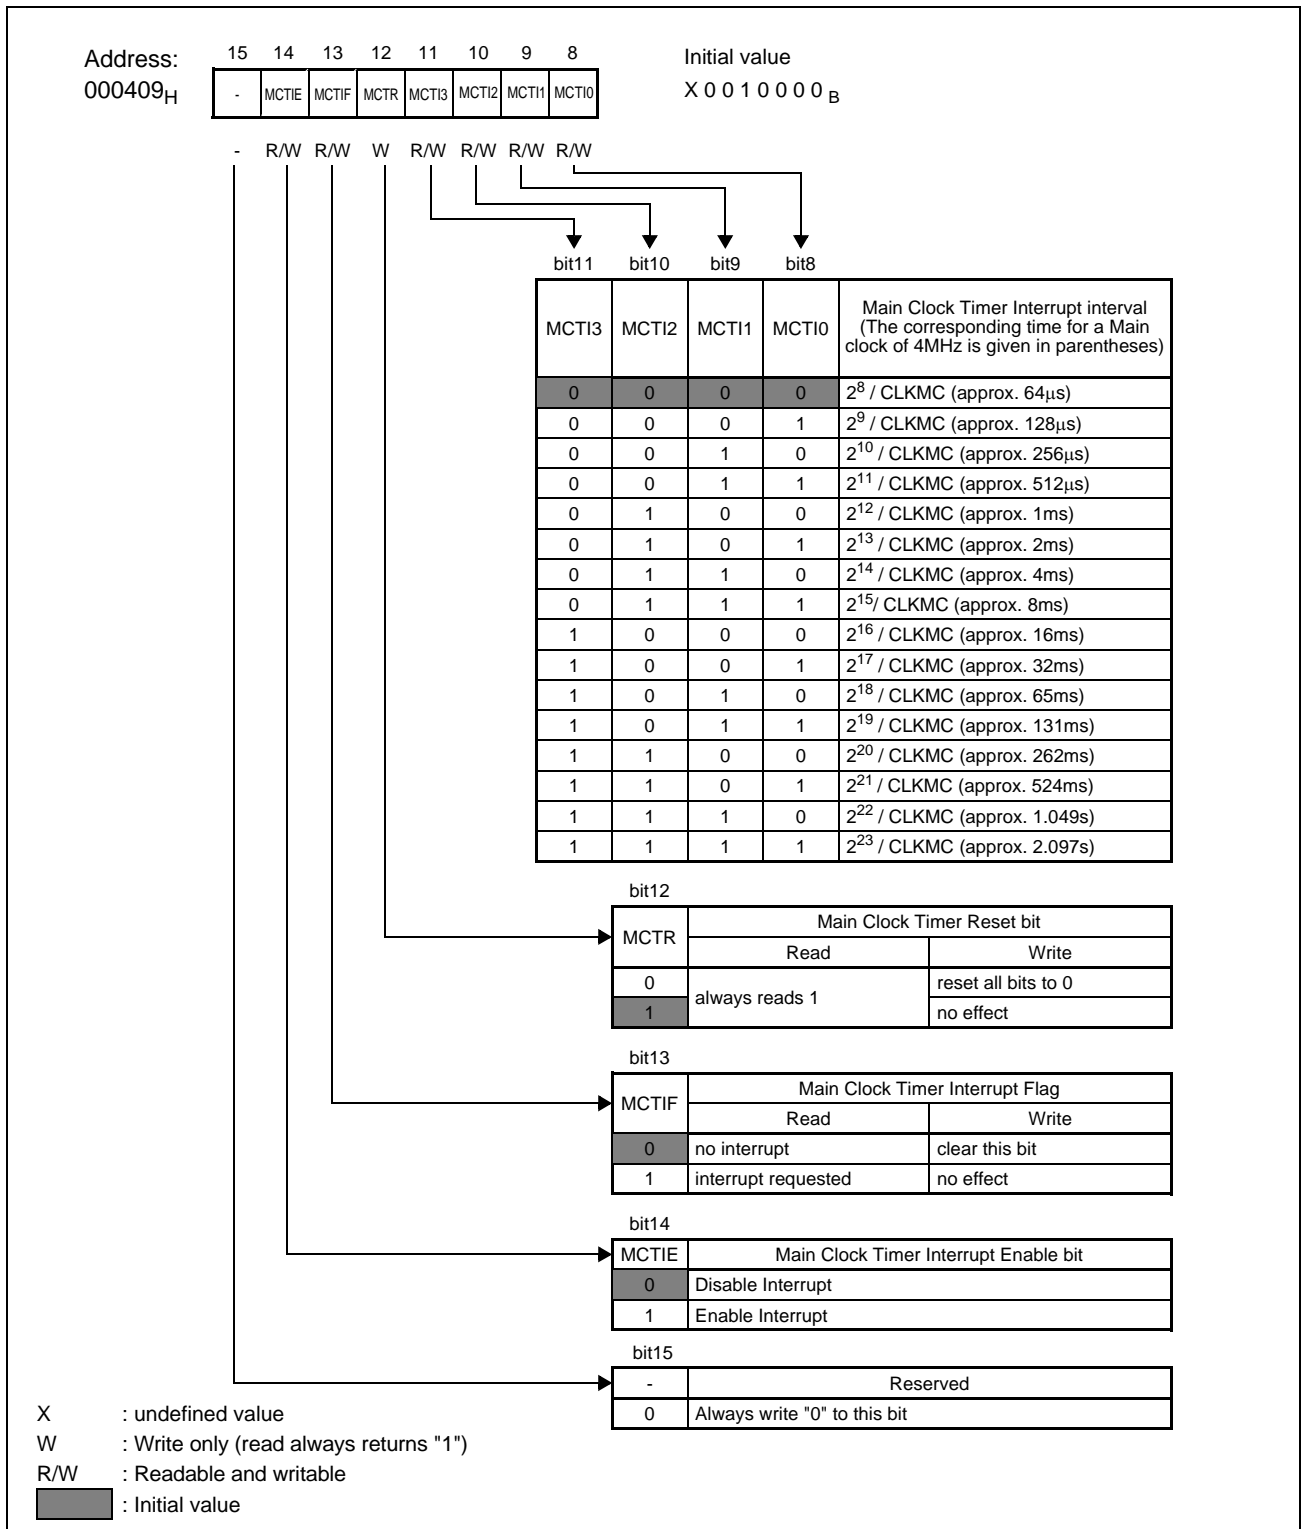 Address:
000409H
15 14 13 12 11 10 9 8
- MCTIE MCTIF MCTR MCTI3 MCTI2 MCTI1 MCTI0
- R/W R/W W R/W R/W R/W R/W
Initial value
X 0 0 1 0 0 0 0 B
bit11 bit10 bit9 bit8
MCTI3 MCTI2 MCTI1 MCTI0 Main Clock Timer Interrupt interval
(The corresponding time for a Main
clock of 4MHz is given in parentheses)
0 0 0 0 2^8 / CLKMC (approx. 64μs)
0 0 0 1 2^9 / CLKMC (approx. 128μs)
0 0 1 0 2^10 / CLKMC (approx. 256μs)
0 0 1 1 2^11 / CLKMC (approx. 512μs)
0 1 0 0 2^12 / CLKMC (approx. 1ms)
0 1 0 1 2^13 / CLKMC (approx. 2ms)
0 1 1 0 2^14 / CLKMC (approx. 4ms)
0 1 1 1 2^15/ CLKMC (approx. 8ms)
1 0 0 0 2^16 / CLKMC (approx. 16ms)
1 0 0 1 2^17 / CLKMC (approx. 32ms)
1 0 1 0 2^18 / CLKMC (approx. 65ms)
1 0 1 1 2^19 / CLKMC (approx. 131ms)
1 1 0 0 2^20 / CLKMC (approx. 262ms)
1 1 0 1 2^21 / CLKMC (approx. 524ms)
1 1 1 0 2^22 / CLKMC (approx. 1.049s)
1 1 1 1 2^23 / CLKMC (approx. 2.097s)
bit12
MCTR Main Clock Timer Reset bit
Read Write
0 always reads 1 reset all bits to 0
1 no effect
bit13
MCTIF Main Clock Timer Interrupt Flag
Read Write
0 no interrupt clear this bit
1 interrupt requested no effect
bit14
MCTIE Main Clock Timer Interrupt Enable bit
0 Disable Interrupt
1 Enable Interrupt
bit15
- Reserved
0 Always write "0" to this bit
X : undefined value
W : Write only (read always returns "1")
R/W : Readable and writable
: Initial value